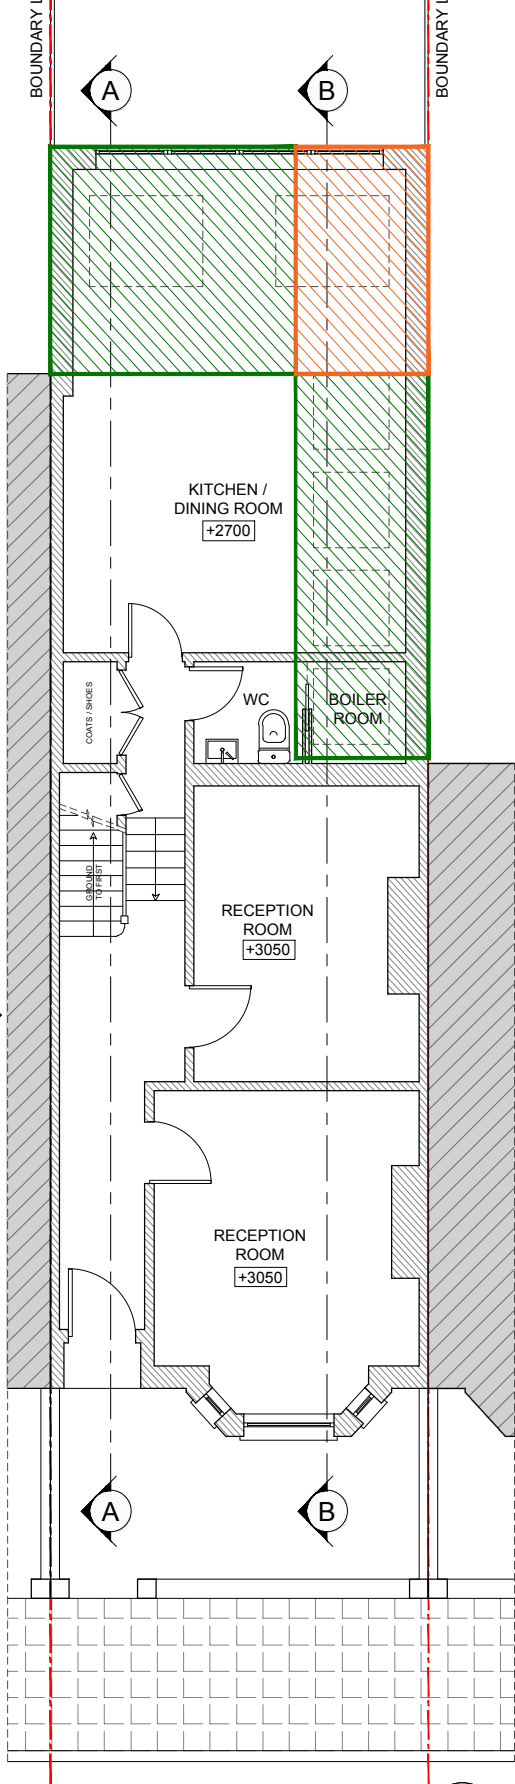 BOUNDARY L
BOUNDARY L
A
B
KITCHEN /
DINING ROOM
+2700
COATS / SHOES
WC
BOILER
ROOM
GROUND
TO FIRST
RECEPTION
ROOM
+3050
RECEPTION
ROOM
+3050
A
B